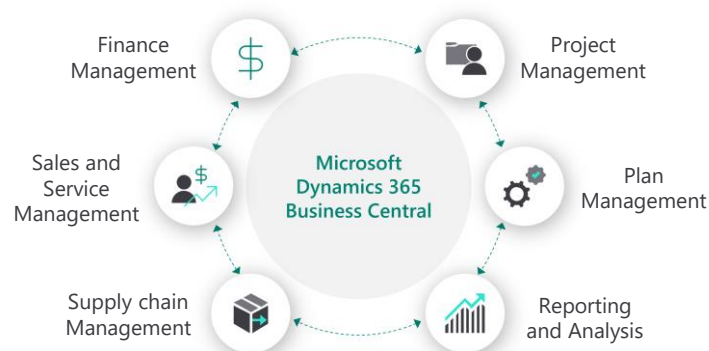 Finance
Management
Project
Management
Sales and
Service
Management
Microsoft
Dynamics 365
Business Central
Plan
Management
Supply chain
Management
Reporting
and Analysis